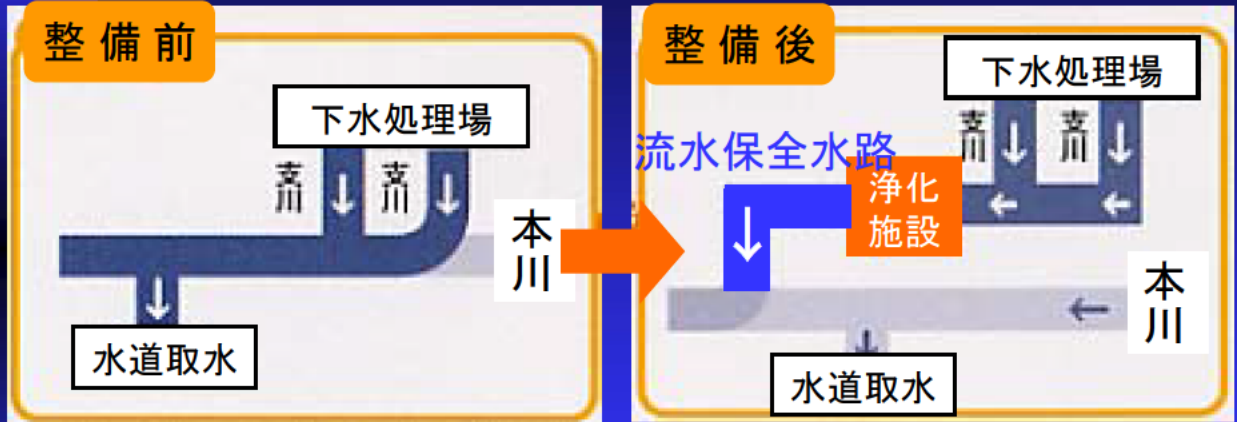 整備前
下水処理場
支川
支川
本川
水道取水
整備後
下水処理場
支川
支川
流水保全水路
浄化
施設
本川
水道取水